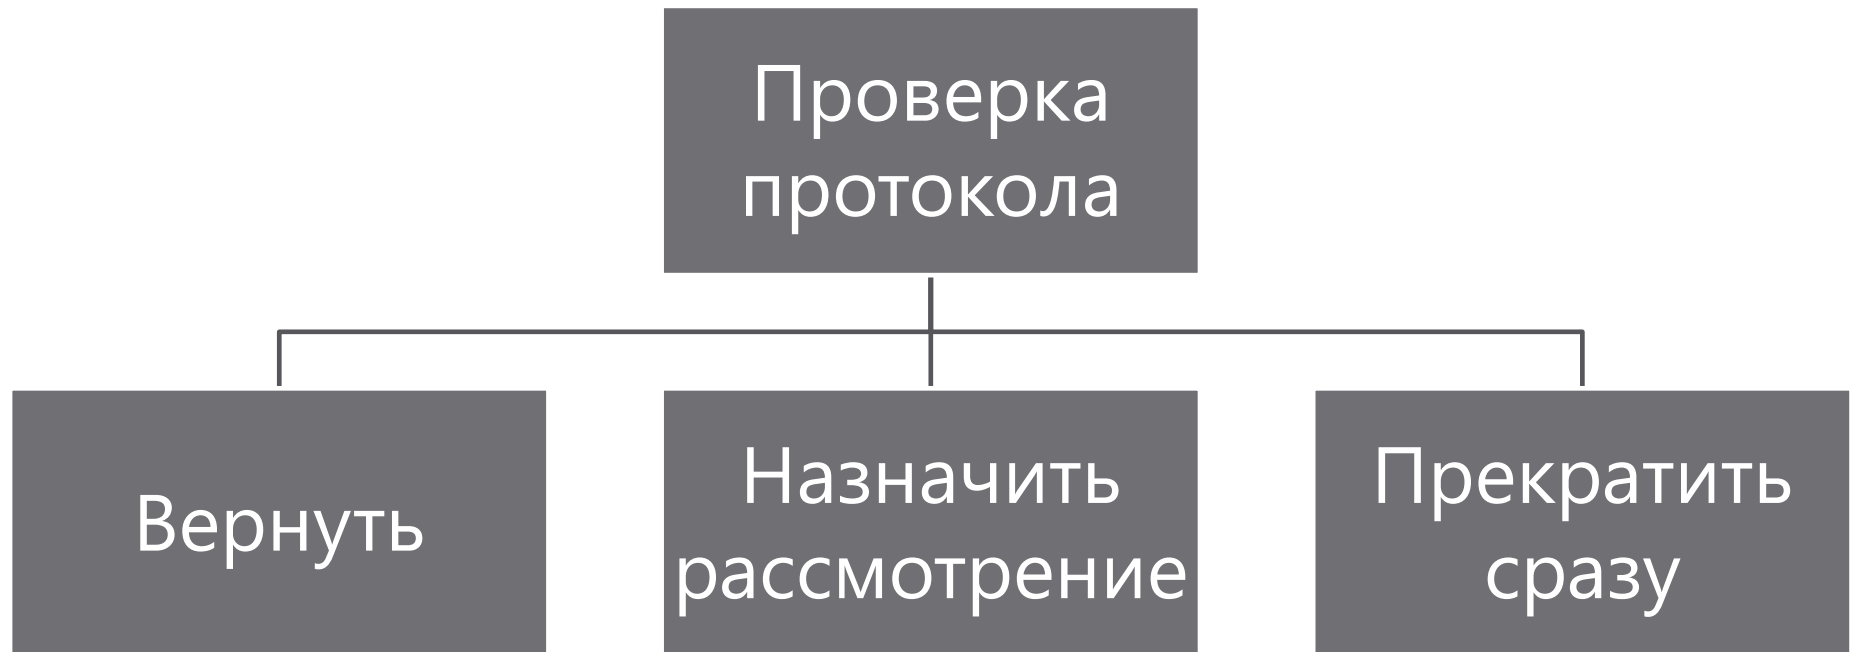 Проверка
протокола
Вернуть
Назначить
рассмотрение
Прекратить
сразу